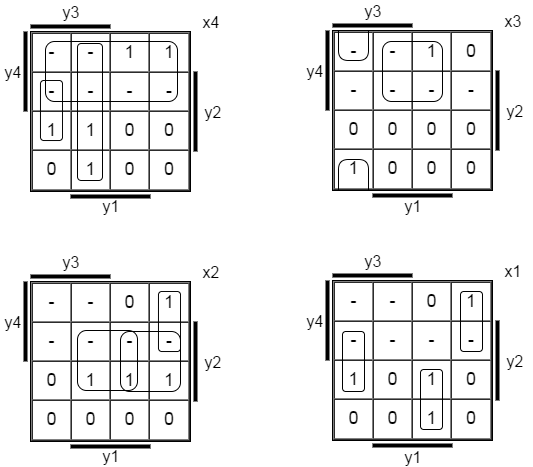 y3 x4
- - 1 1
y4
- - - -
y2
1 1 0 0
0 1 0 0
y1
y3 x3
- - 1 0
y4
- - - -
y2
0 0 0 0
1 0 0 0
y1
y3 x2
- - 0 1
y4
- - - -
y2
0 1 1 1
0 0 0 0
y1
y3 x1
- - 0 1
y4
- - - -
y2
1 0 1 0
0 0 1 0
y1